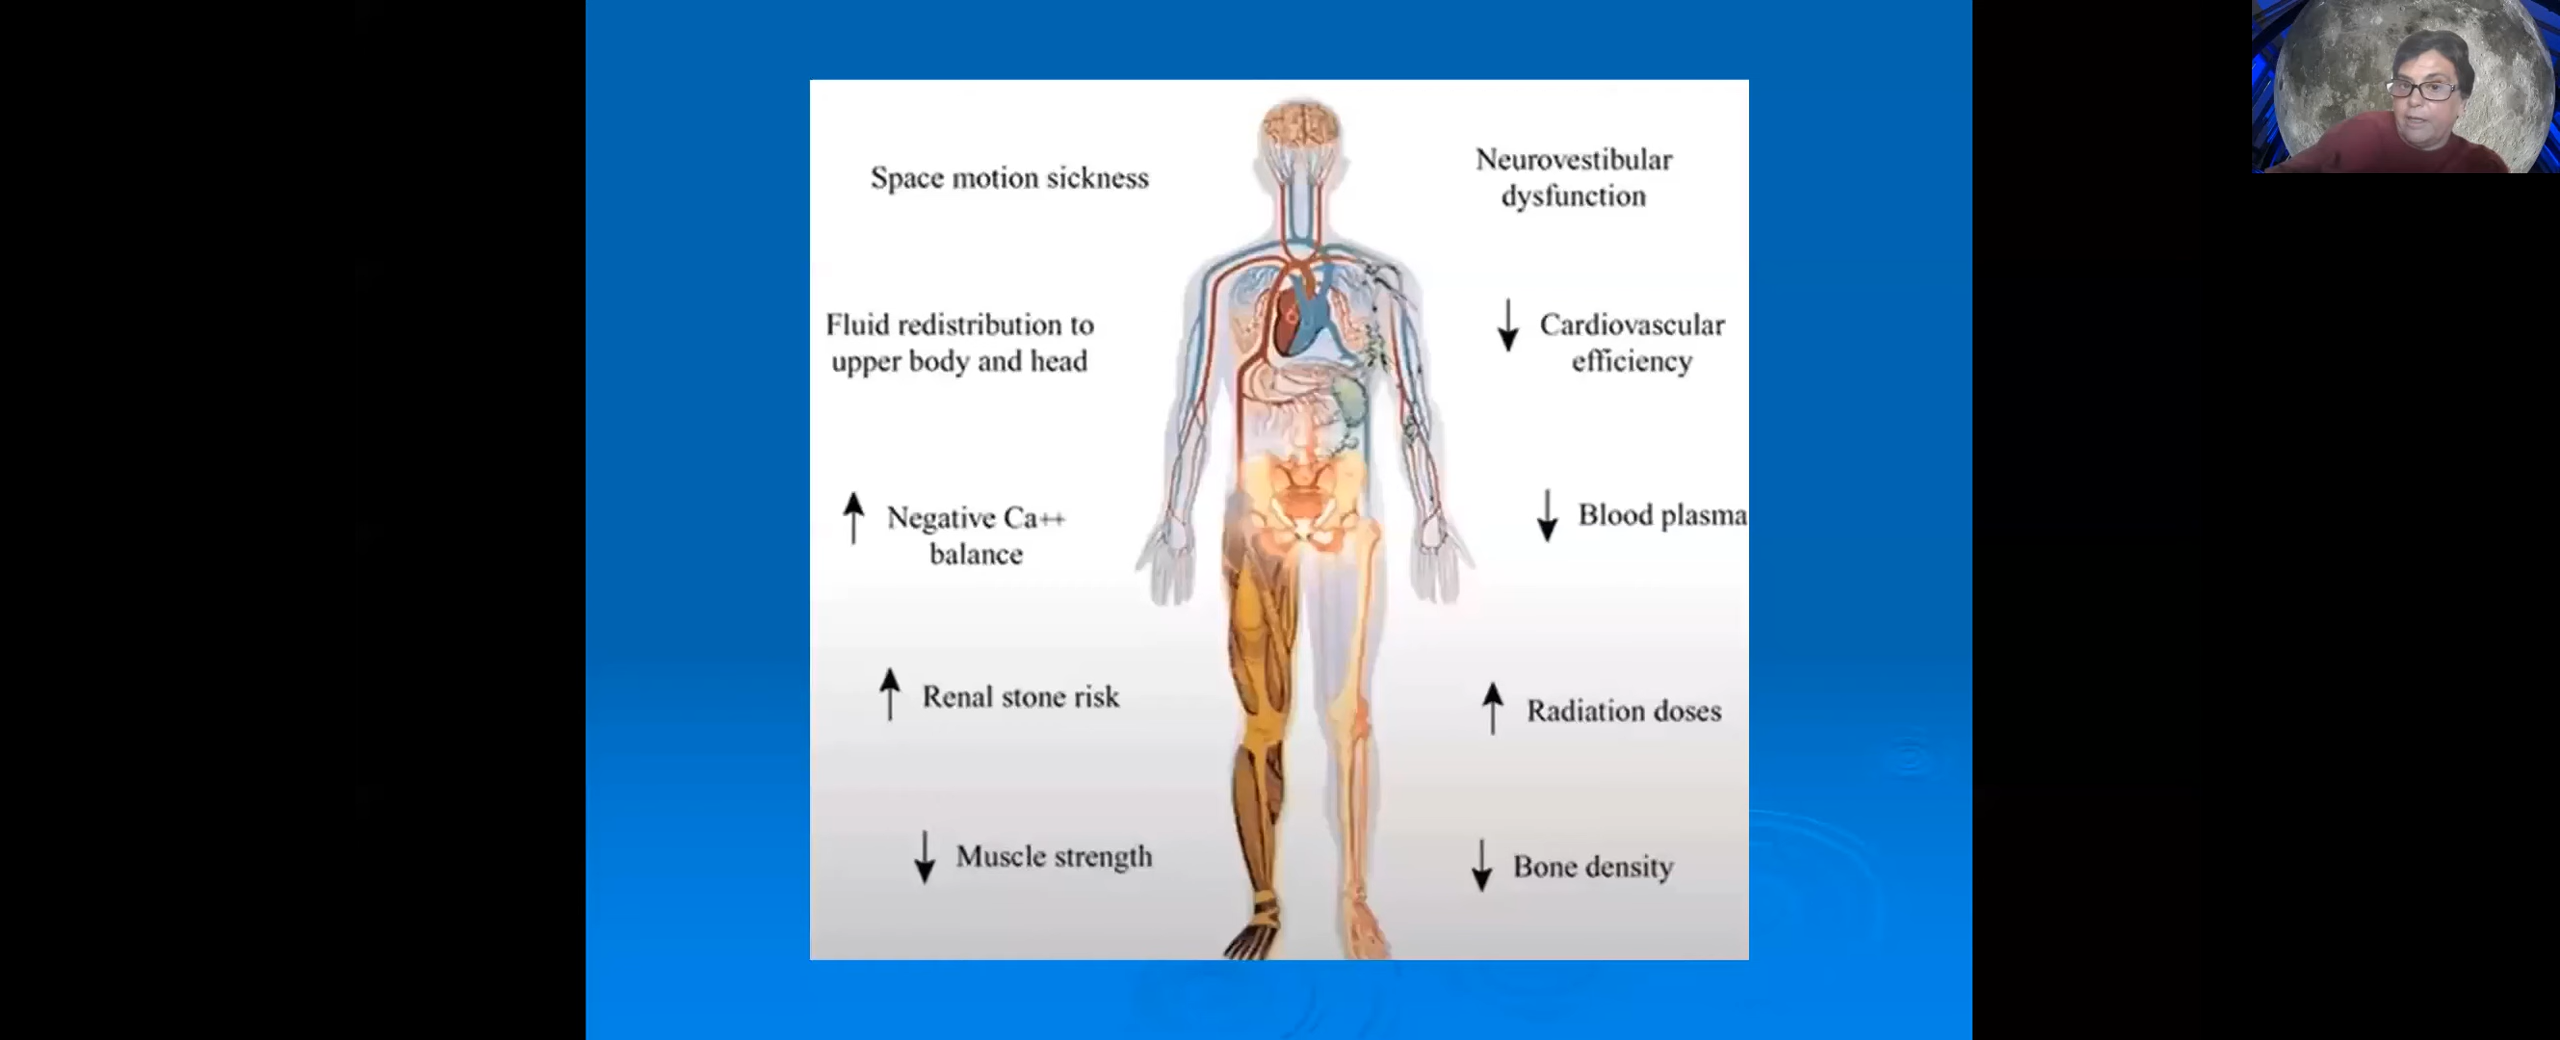 Space motion sickness
Neurovestibular
dysfunction
Fluid redistribution to
upper body and head
↓ Cardiovascular
efficiency
↑ Negative Ca++
balance
↓ Blood plasma
↑ Renal stone risk
↑ Radiation doses
↓ Muscle strength
↓ Bone density